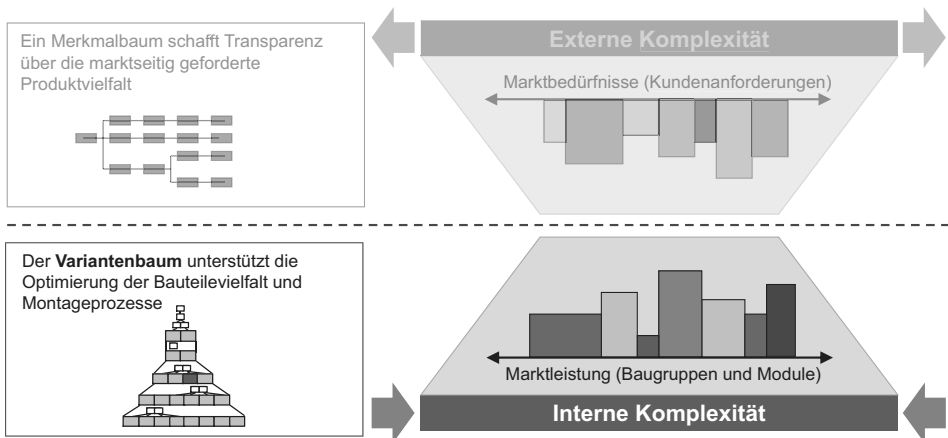 Ein Merkmalbaum schafft Transparenz
über die marktseitig geforderte
Produktvielfalt
Externe Komplexität
Marktbedürfnisse (Kundenanforderungen)
Der Variantenbaum unterstützt die
Optimierung der Bauteilevielfalt und
Montageprozesse
Marktleistung (Baugruppen und Module)
Interne Komplexität